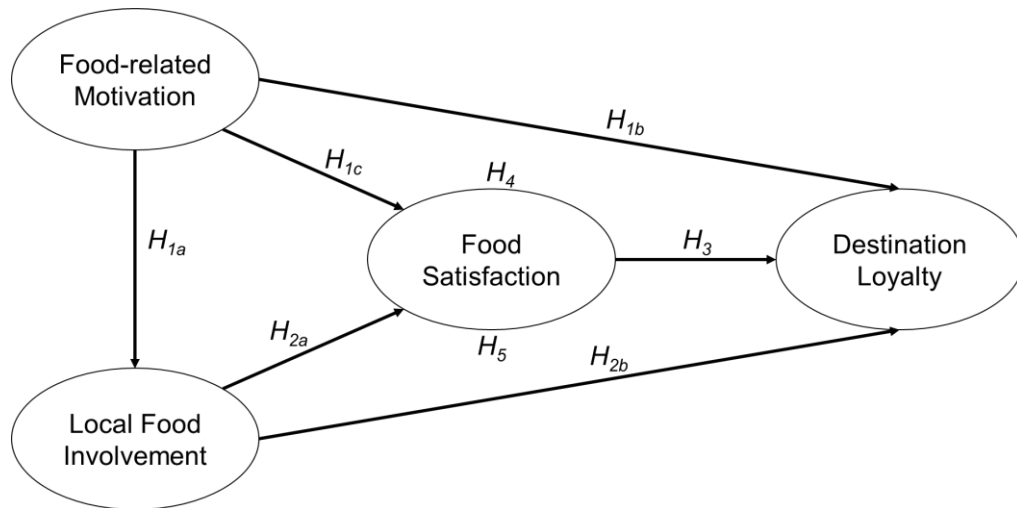 Food-related
Motivation
H1b
H1c
H4
H1a
Food
Satisfaction
H3
Destination
Loyalty
H2a
H5
H2b
Local Food
Involvement